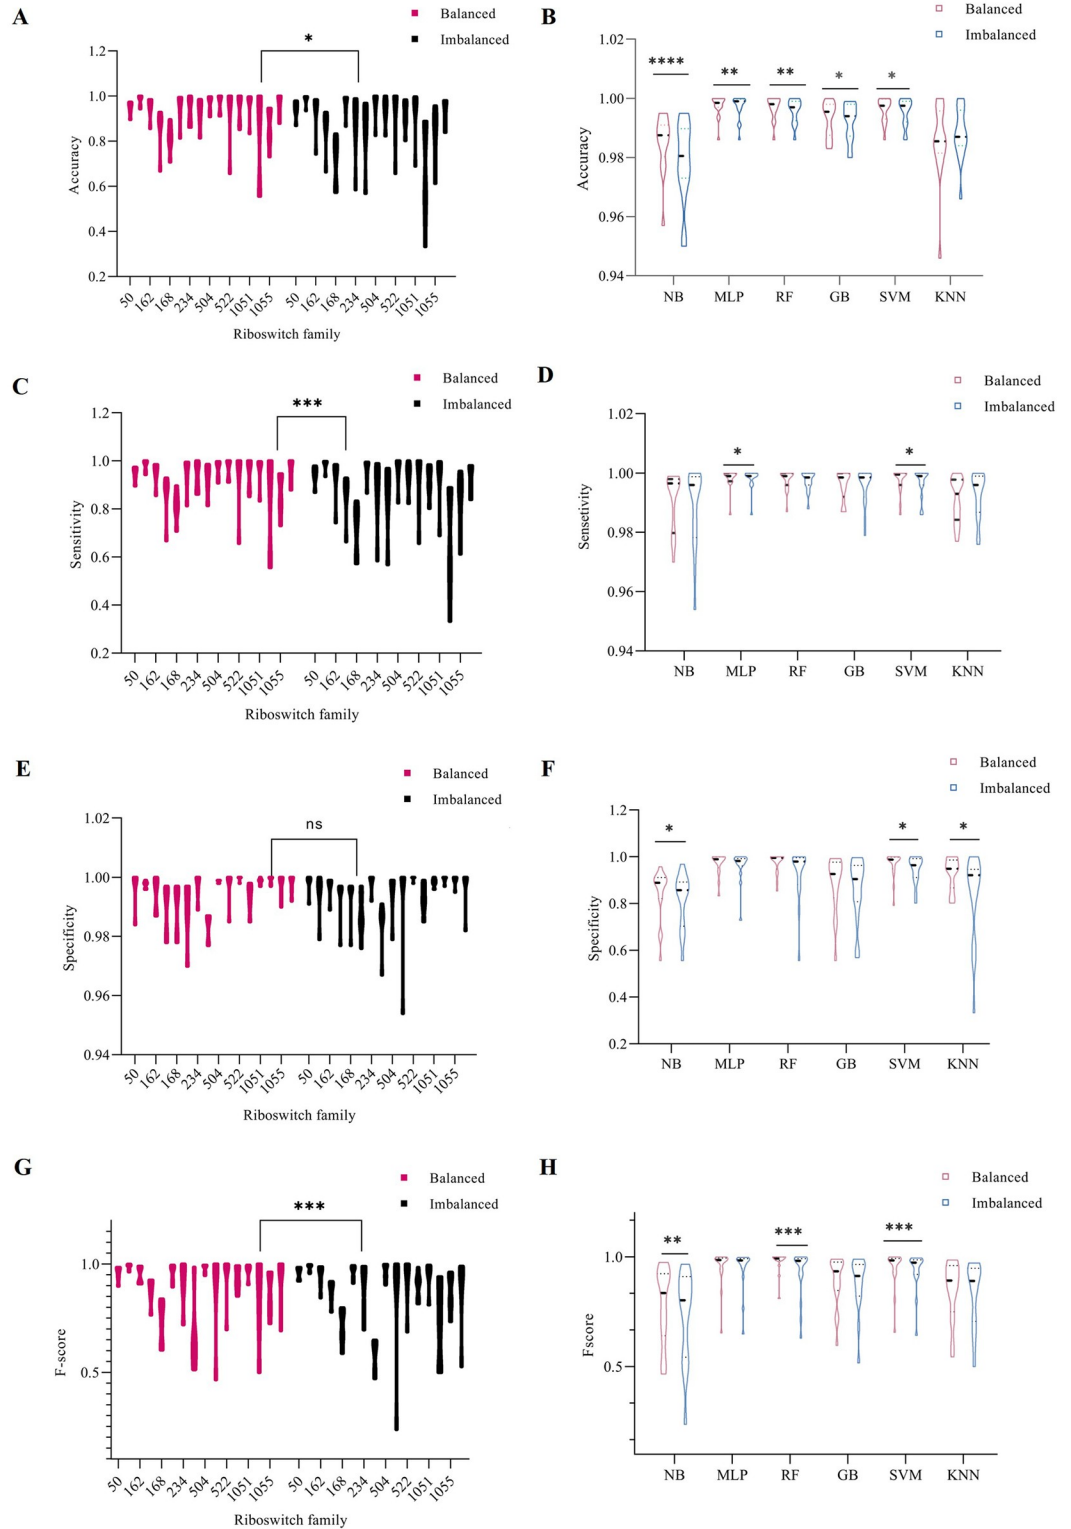 A
Balanced
Imbalanced
*
1.2
1.0
0.8
0.6
0.4
0.2
Accuracy
50 162 168 234 504 522 1051 1055 50 162 168 234 504 522 1051 1055
Riboswitch family
B
Balanced
Imbalanced
**** ** ** * *
1.02
1.00
0.98
0.96
0.94
Accuracy
NB MLP RF GB SVM KNN
C
Balanced
Imbalanced
***
1.2
1.0
0.8
0.6
0.4
0.2
Sensitivity
50 162 168 234 504 522 1051 1055 50 162 168 234 504 522 1051 1055
Riboswitch family
D
Balanced
Imbalanced
* *
1.02
1.00
0.98
0.96
0.94
Sensetivity
NB MLP RF GB SVM KNN
E
Balanced
Imbalanced
ns
1.02
1.00
0.98
0.96
0.94
Specificity
50 162 168 234 504 522 1051 1055 50 162 168 234 504 522 1051 1055
Riboswitch family
F
Balanced
Imbalanced
* * *
1.2
1.0
0.8
0.6
0.4
0.2
Specificity
NB MLP RF GB SVM KNN
G
Balanced
Imbalanced
***
1.0
0.5
F-score
50 162 168 234 504 522 1051 1055 50 162 168 234 504 522 1051 1055
Riboswitch family
H
Balanced
Imbalanced
** *** ***
1.0
0.5
Fscore
NB MLP RF GB SVM KNN